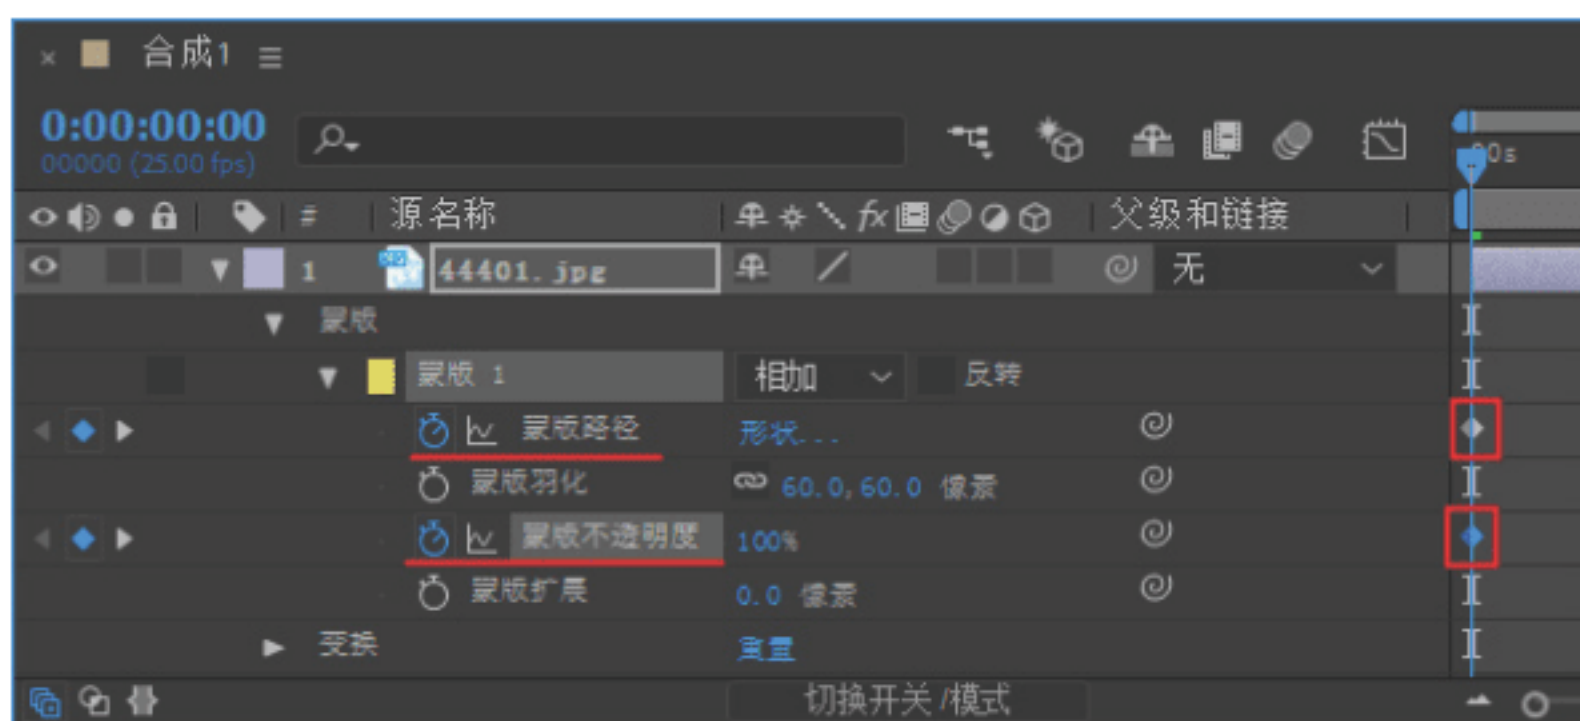 合成1
0:00:00:00
00000 (25.00 fps)
00s
# 源名称 fx 父级和链接
1 44401.jpg 无
蒙版
蒙版 1 相加 反转
蒙版路径 形状...
蒙版羽化 60.0,60.0 像素
蒙版不透明度 100%
蒙版扩展 0.0 像素
变换 重置
切换开关/模式